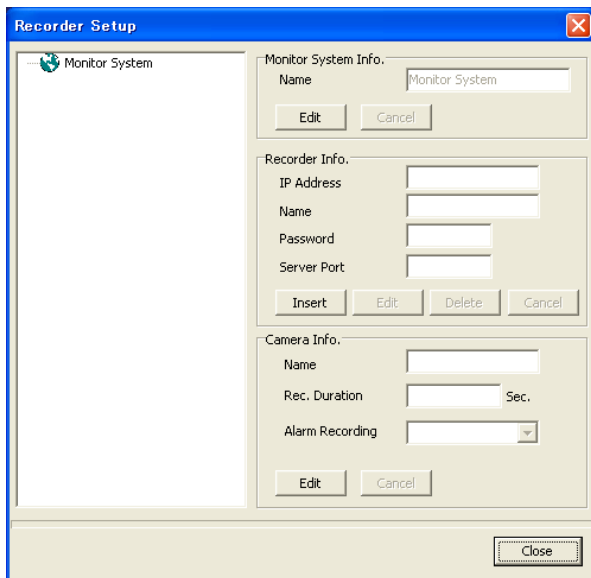 Recorder Setup
Monitor System
Monitor System Info.
Name
Monitor System
Edit
Cancel
Recorder Info.
IP Address
Name
Password
Server Port
Insert
Edit
Delete
Cancel
Camera Info.
Name
Rec. Duration
Sec.
Alarm Recording
Edit
Cancel
Close